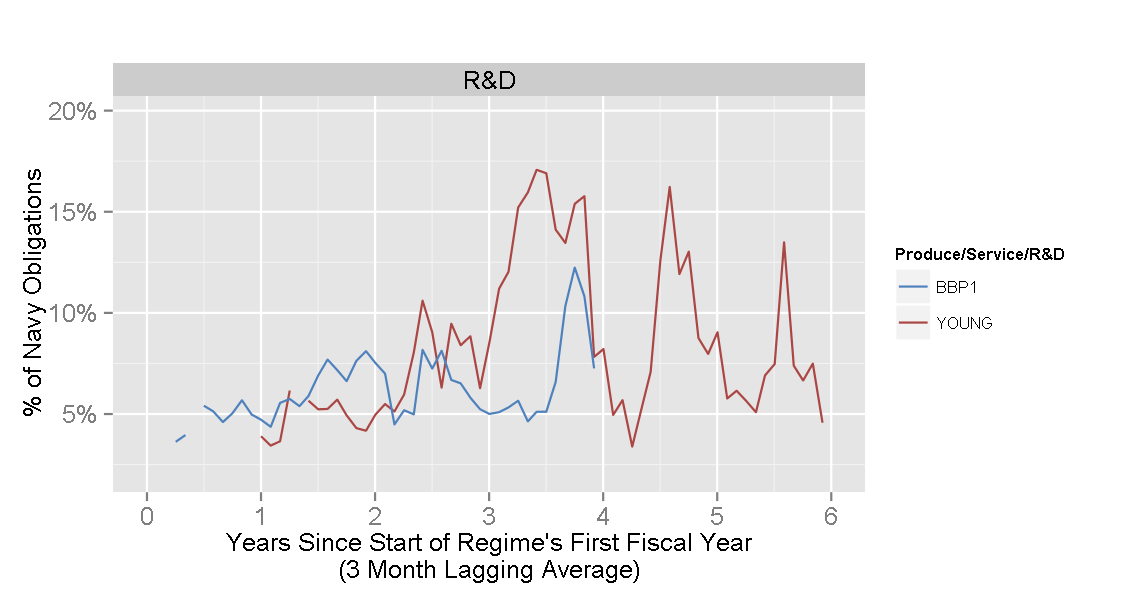 R&D
20%
15%
10%
5%
% of Navy Obligations
0 1 2 3 4 5 6
Years Since Start of Regime's First Fiscal Year
(3 Month Lagging Average)
Produce/Service/R&D
BBP1
YOUNG